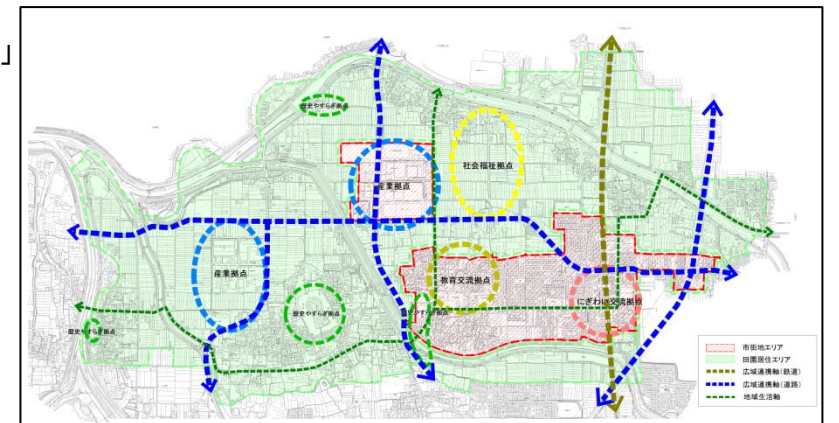 」
歴史やすらぎ拠点
社会福祉拠点
産業拠点
産業拠点
教育交流拠点
にぎわい交流拠点
歴史やすらぎ拠点
歴史やすらぎ拠点
歴史やすらぎ拠点
市街地エリア
田園居住エリア
広域連携軸(鉄道)
広域連携軸(道路)
地域生活軸